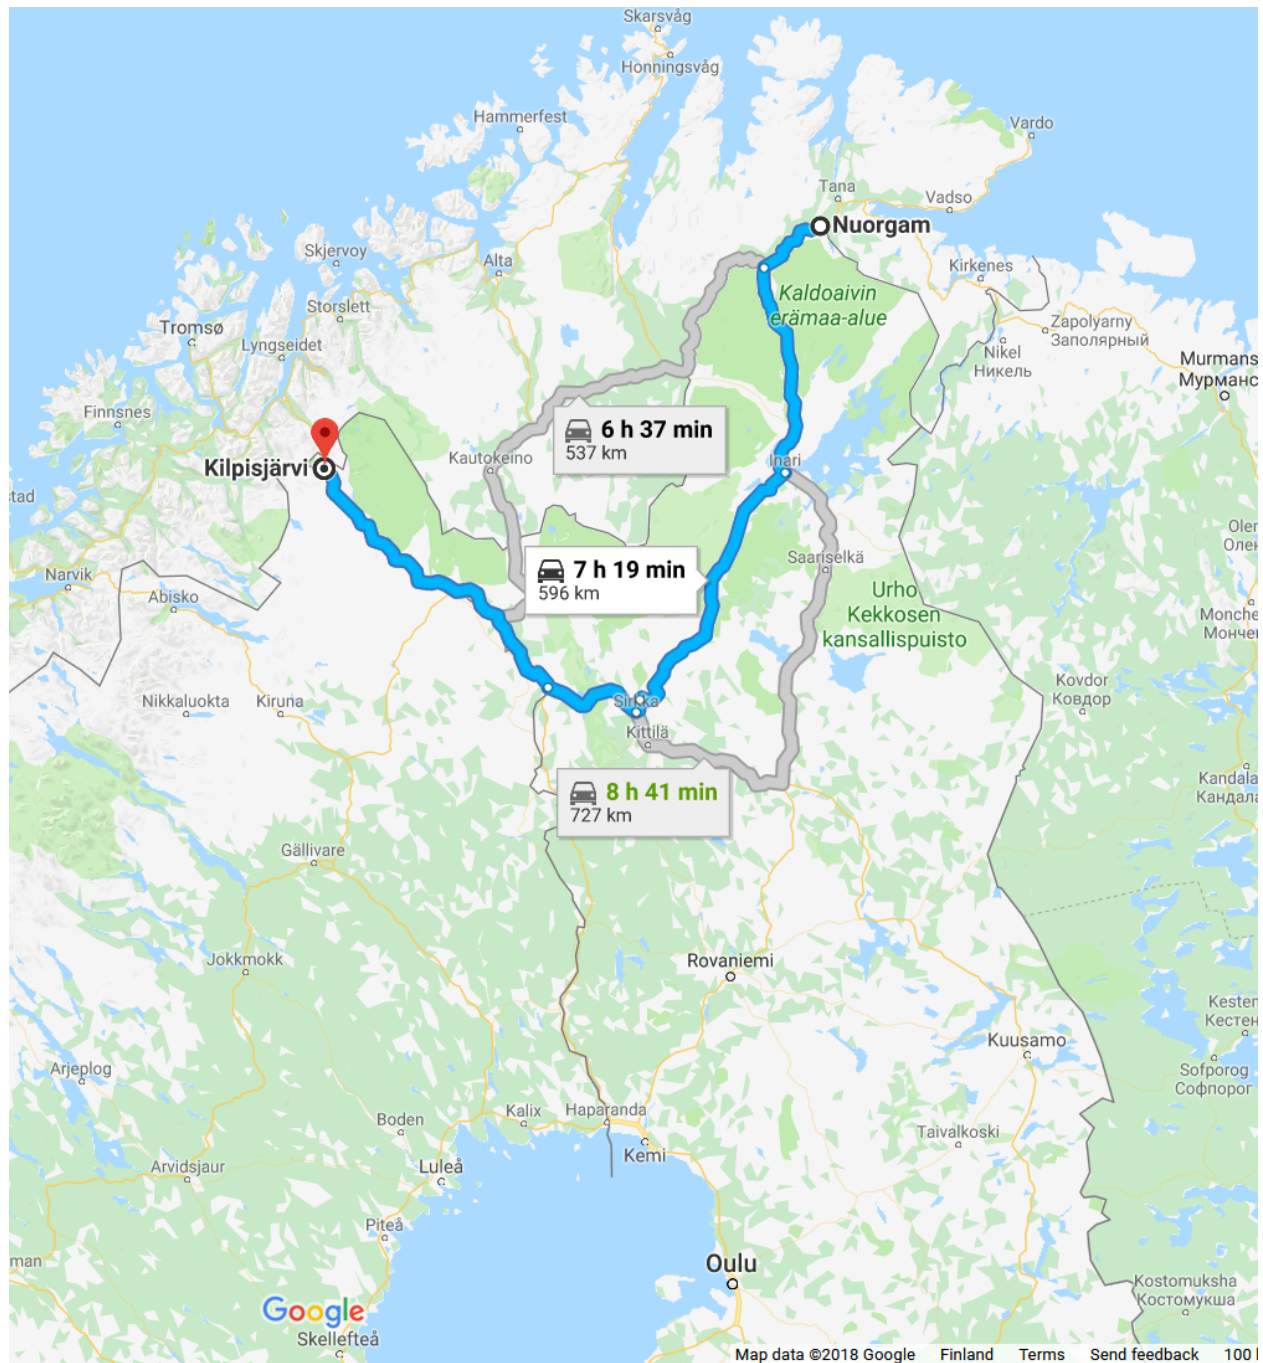 Skarsvåg
Honningsvåg
Hammerfest
Vardo
Tana
Vadso
Nuorgam
Skjervoy
Alta
Kirkenes
Storslett
Kaldoaivin
erämaa-alue
Tromsø
Lyngseidet
Zapolyarny
Заполярный
Nikel
Никель
Murmans
Мурманс
Finnsnes
6 h 37 min
537 km
Kautokeino
Inari
Kilpisjärvi
stad
Saariselkä
Oler
Олен
7 h 19 min
596 km
Narvik
Abisko
Urho
Kekkosen
kansallispuisto
Monche
Мончег
Kovdor
Ковдор
Nikkaluokta
Kiruna
Sirkka
Kittilä
8 h 41 min
727 km
Kandala
Кандала
Gällivare
Jokkmokk
Rovaniemi
Kesten
Кестен
Kuusamo
Arjeplog
Sofporog
Софпорог
Boden
Kalix
Haparanda
Taivalkoski
Kemi
Arvidsjaur
Luleå
Piteå
man
Oulu
Kostomuksha
Костомукша
Google
Skellefteå
Map data ©2018 Google Finland Terms Send feedback 100